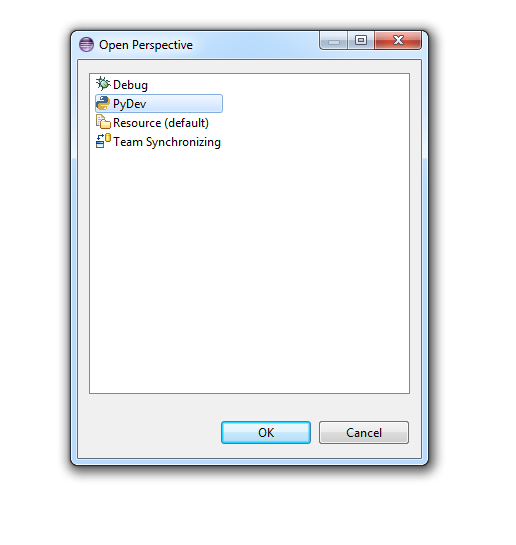 Open Perspective
Debug
PyDev
Resource (default)
Team Synchronizing
OK
Cancel